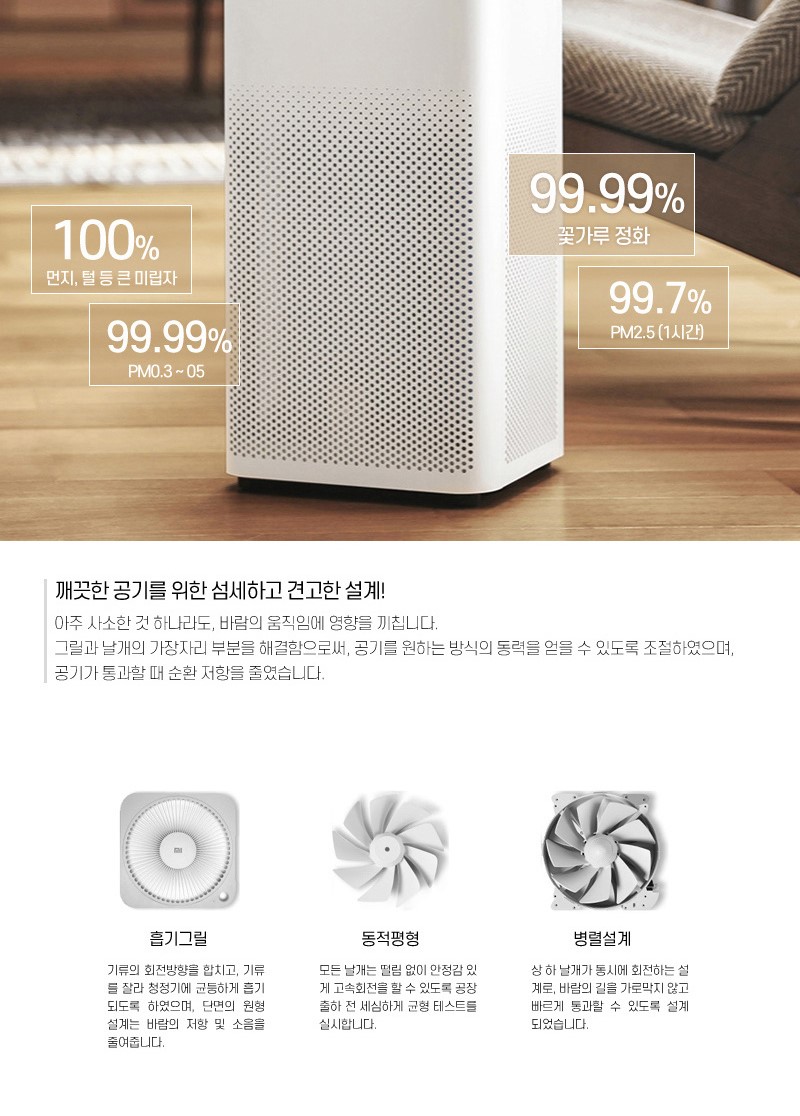 100%
먼지, 털 등 큰 미립자
99.99%
PM0.3 ~ 05
99.99%
꽃가루 정화
99.7%
PM2.5 (1시간)
깨끗한 공기를 위한 섬세하고 견고한 설계!
아주 사소한 것 하나라도, 바람의 움직임에 영향을 끼칩니다.
그릴과 날개의 가장자리 부분을 해결함으로써, 공기를 원하는 방식의 동력을 얻을 수 있도록 조절하였으며,
공기가 통과할 때 순환 저항을 줄였습니다.
흡기그릴
기류의 회전방향을 합치고, 기류
를 잘라 청정기에 균등하게 흡기
되도록 하였으며, 단면의 원형
설계는 바람의 저항 및 소음을
줄여줍니다.
동적평형
모든 날개는 떨림 없이 안정감 있
게 고속회전을 할 수 있도록 공장
출하 전 세심하게 균형 테스트를
실시합니다.
병렬설계
상 하 날개가 동시에 회전하는 설
계로, 바람의 길을 가로막지 않고
빠르게 통과할 수 있도록 설계
되었습니다.